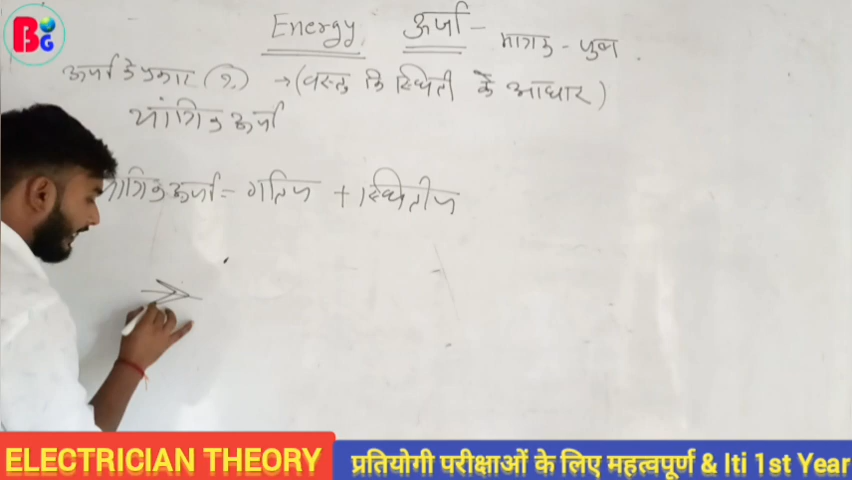 BGG
Energy. ऊर्जा - मात्रक - जुल .
ऊर्जा के प्रकार (2.) → (वस्तु कि स्थिती के आधार)
यांत्रिक ऊर्जा
यांत्रिक ऊर्जा = गतिज + स्थितीज
ELECTRICIAN THEORY प्रतियोगी परीक्षाओं के लिए महत्वपूर्ण & Iti 1st Year